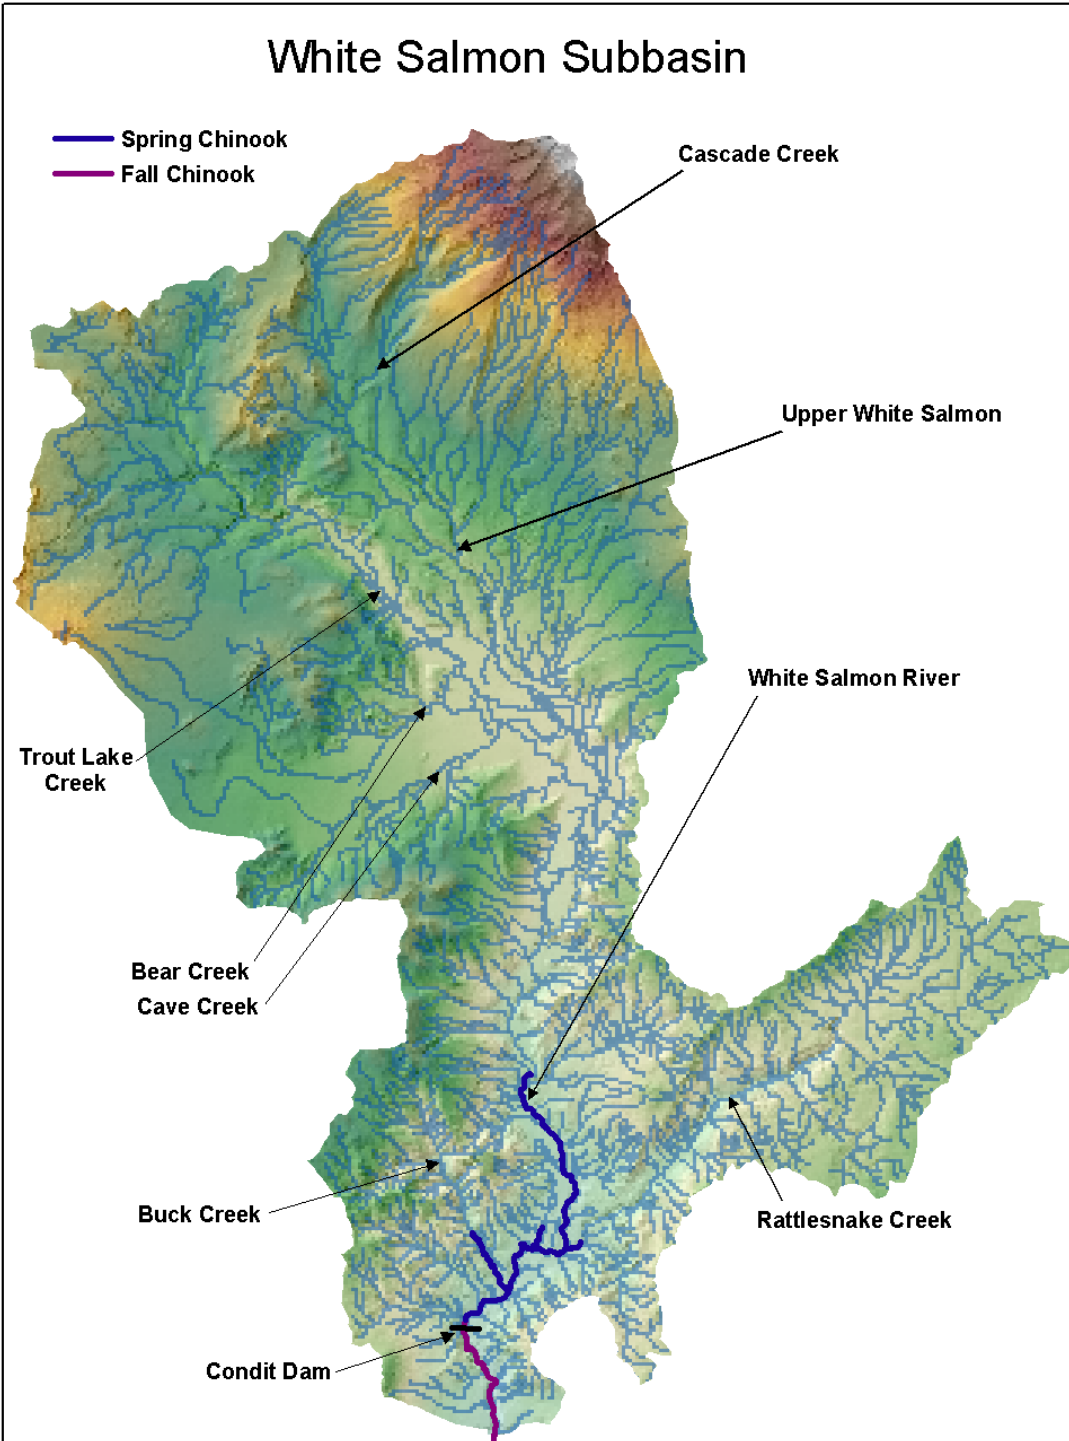 White Salmon Subbasin
Spring Chinook
Fall Chinook
Cascade Creek
Upper White Salmon
White Salmon River
Trout Lake
Creek
Bear Creek
Cave Creek
Buck Creek
Rattlesnake Creek
Condit Dam